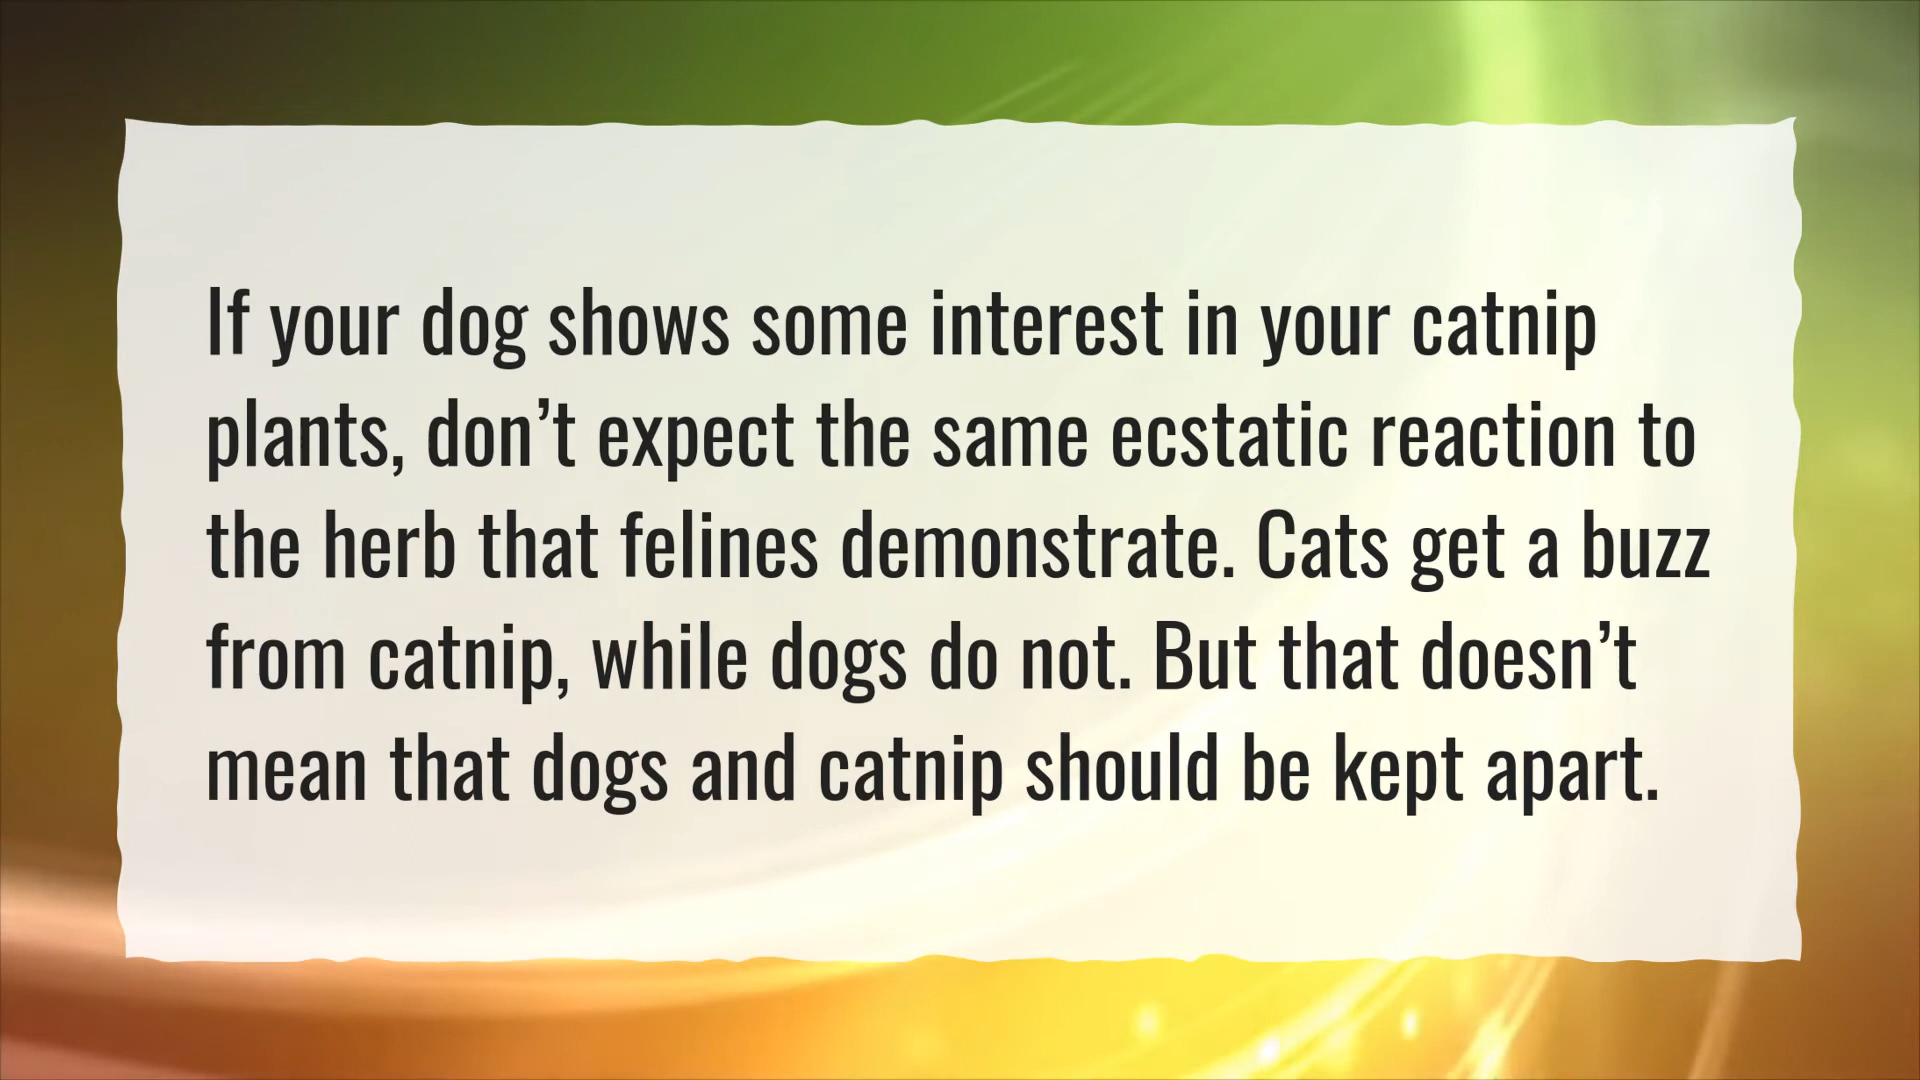 If your dog shows some interest in your catnip
plants, don’t expect the same ecstatic reaction to
the herb that felines demonstrate. Cats get a buzz
from catnip, while dogs do not. But that doesn’t
mean that dogs and catnip should be kept apart.